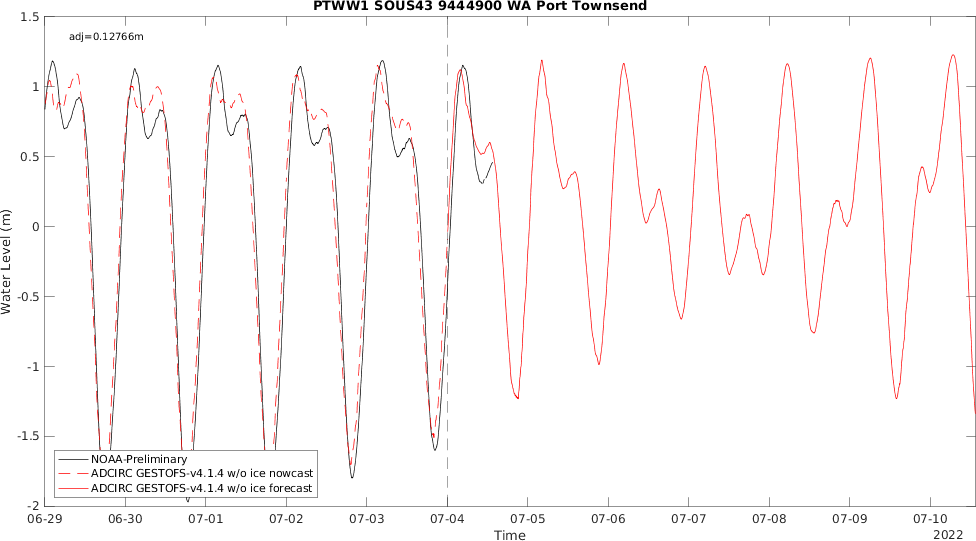 PTWW1 SOUS43 9444900 WA Port Townsend
adj=0.12766m
Water Level (m)
1.5
1
0.5
0
-0.5
-1
-1.5
-2
NOAA-Preliminary
ADCIRC GESTOFS-v4.1.4 w/o ice nowcast
ADCIRC GESTOFS-v4.1.4 w/o ice forecast
06-29 06-30 07-01 07-02 07-03 07-04 07-05 07-06 07-07 07-08 07-09 07-10
Time
2022